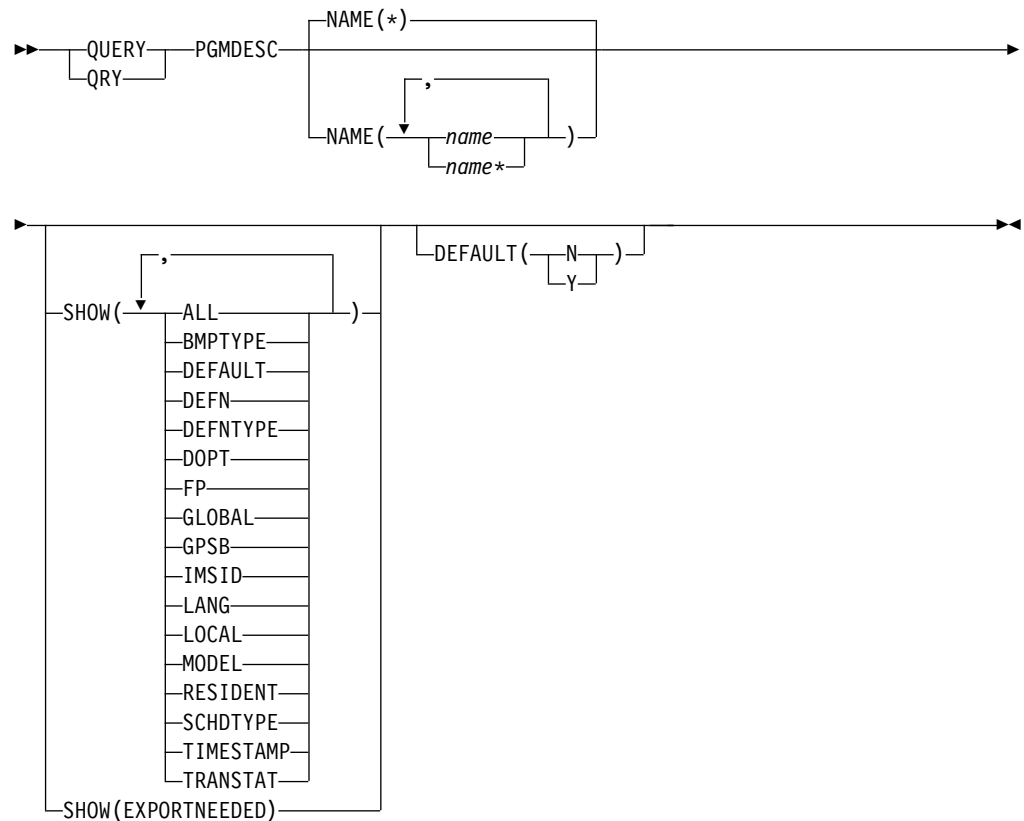 NAME(*)
QUERY PGMDESC
QRY
,
NAME( name )
name*
DEFAULT( N )
Y
,
SHOW( ALL )
BMPTYPE
DEFAULT
DEFN
DEFNTYPE
DOPT
FP
GLOBAL
GPSB
IMSID
LANG
LOCAL
MODEL
RESIDENT
SCHDTYPE
TIMESTAMP
TRANSTAT
SHOW(EXPORTNEEDED)